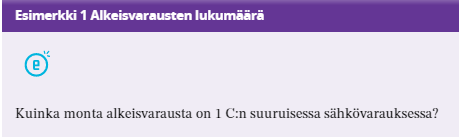 Esimerkki 1 Alkeisvarausten lukumäärä
e
Kuinka monta alkeisvarausta on 1 C:n suuruisessa sähkövarauksessa?